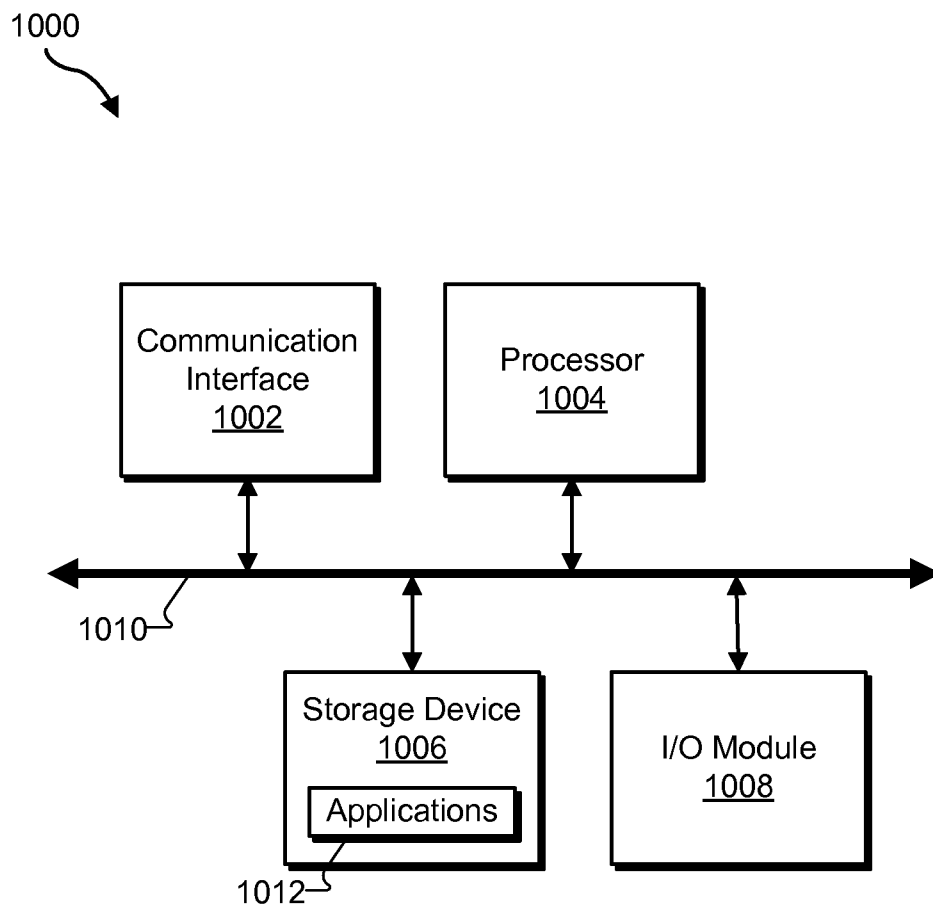 1000
Communication
Interface
1002
Processor
1004
1010
Storage Device
1006
Applications
1012
I/O Module
1008